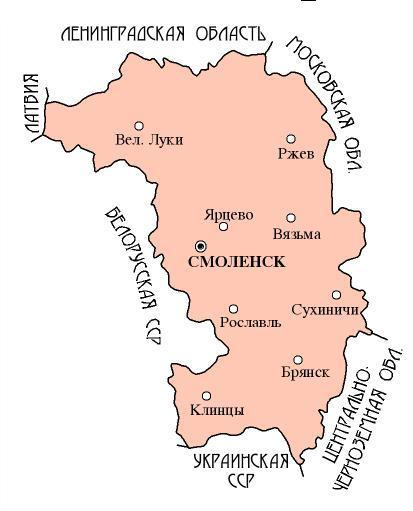 ЛЕНИНГРАДСКАЯ ОБЛАСТЬ
МОСКОВСКАЯ ОБЛ.
ЛАТВИЯ
Вел. Луки
Ржев
Ярцево
Вязьма
БЕЛОРУССКАЯ ССР
СМОЛЕНСК
Сухиничи
Рославль
Брянск
Клинцы
ЦЕНТРАЛЬНО-
ЧЕРНОЗЕМНАЯ ОБЛ.
УКРАИНСКАЯ
ССР